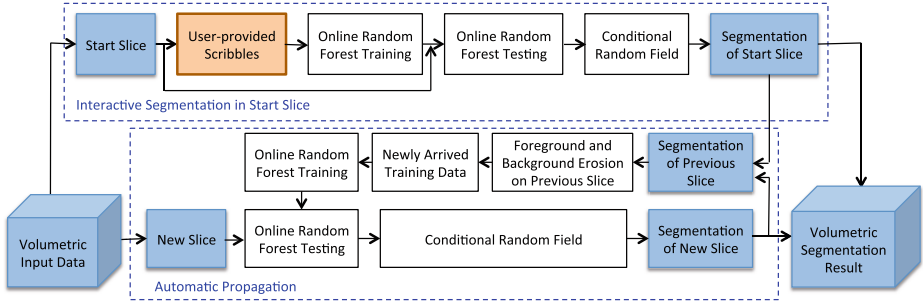 Start Slice
User-provided
Scribbles
Online Random
Forest Training
Online Random
Forest Testing
Conditional
Random Field
Segmentation
of Start Slice
Interactive Segmentation in Start Slice
Online Random
Forest Training
Newly Arrived
Training Data
Foreground and
Background Erosion
on Previous Slice
Segmentation
of Previous
Slice
Volumetric
Input Data
New Slice
Online Random
Forest Testing
Conditional Random Field
Segmentation
of New Slice
Volumetric
Segmentation
Result
Automatic Propagation